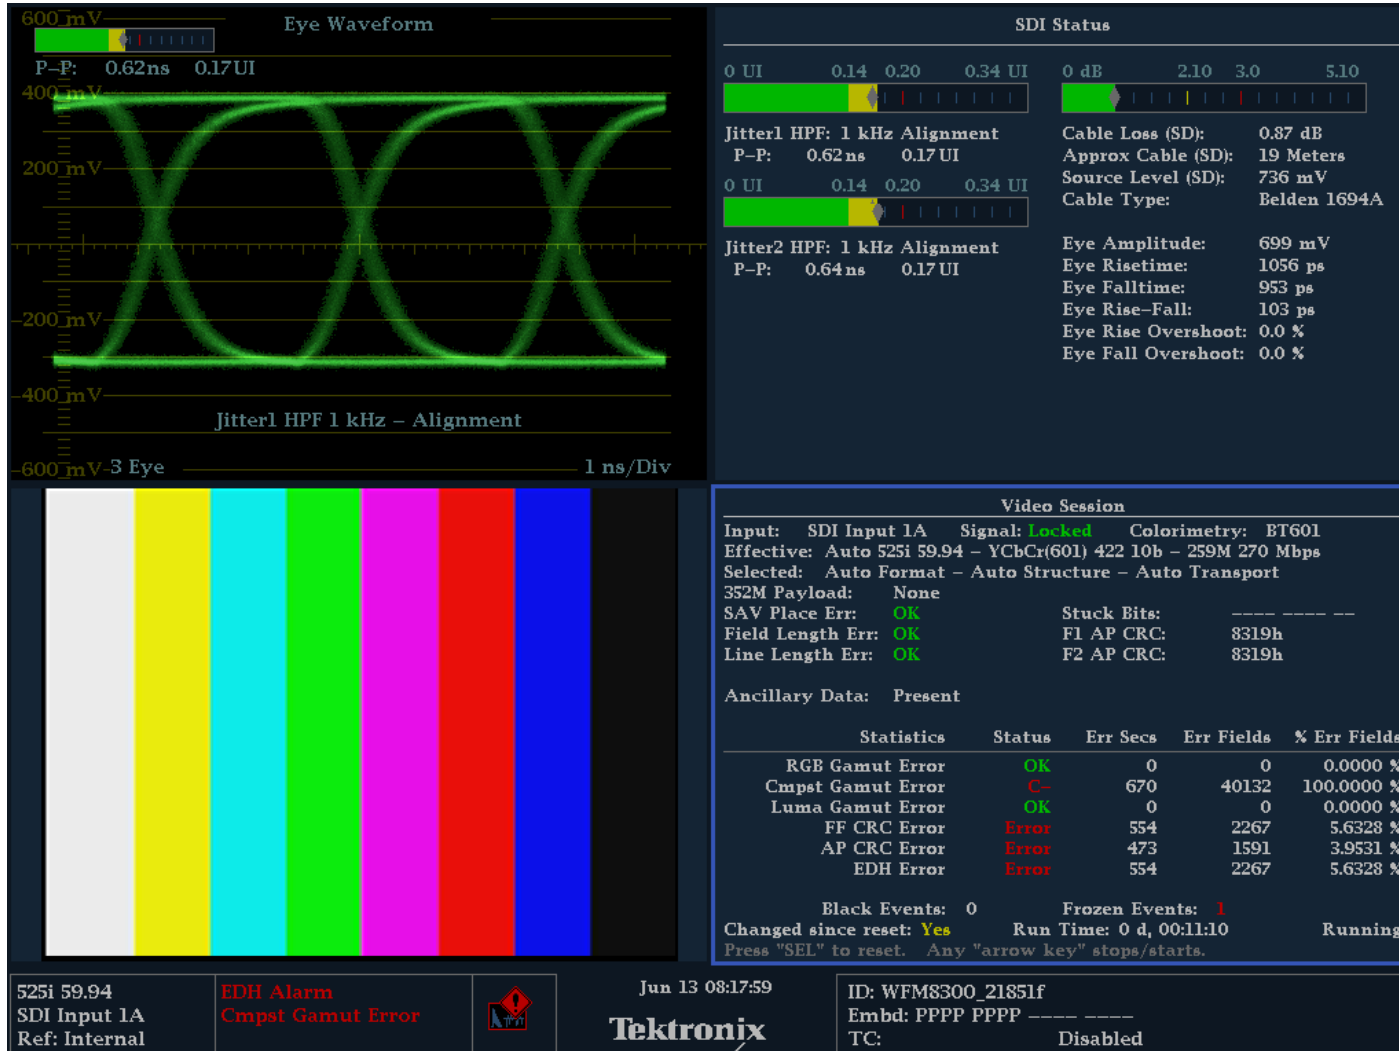 600 mV
Eye Waveform
P-P: 0.62ns 0.17UI
400 mV
200 mV
-200 mV
-400 mV
Jitter1 HPF 1 kHz - Alignment
-600 mV
3 Eye
1 ns/Div
SDI Status
0 UI 0.14 0.20 0.34 UI
Jitter1 HPF: 1 kHz Alignment
P-P: 0.62ns 0.17UI
0 UI 0.14 0.20 0.34 UI
Jitter2 HPF: 1 kHz Alignment
P-P: 0.64ns 0.17UI
0 dB 2.10 3.0 5.10
Cable Loss (SD): 0.87 dB
Approx Cable (SD): 19 Meters
Source Level (SD): 736 mV
Cable Type: Belden 1694A
Eye Amplitude: 699 mV
Eye Risetime: 1056 ps
Eye Falltime: 953 ps
Eye Rise-Fall: 103 ps
Eye Rise Overshoot: 0.0 %
Eye Fall Overshoot: 0.0 %
Video Session
Input: SDI Input 1A Signal: Locked Colorimetry: BT601
Effective: Auto 525i 59.94 - YCbCr(601) 422 10b - 259M 270 Mbps
Selected: Auto Format - Auto Structure - Auto Transport
352M Payload: None
SAV Place Err: OK Stuck Bits: ---- ---- --
Field Length Err: OK F1 AP CRC: 8319h
Line Length Err: OK F2 AP CRC: 8319h
Ancillary Data: Present
Statistics Status Err Secs Err Fields % Err Fields
RGB Gamut Error OK 0 0 0.0000 %
Cmpst Gamut Error C- 670 40132 100.0000 %
Luma Gamut Error OK 0 0 0.0000 %
FF CRC Error Error 554 2267 5.6328 %
AP CRC Error Error 473 1591 3.9531 %
EDH Error Error 554 2267 5.6328 %
Black Events: 0 Frozen Events: 1
Changed since reset: Yes Run Time: 0 d, 00:11:10 Running
Press "SEL" to reset. Any "arrow key" stops/starts.
525i 59.94
SDI Input 1A
Ref: Internal
EDH Alarm
Cmpst Gamut Error
Jun 13 08:17:59
Tektronix
ID: WFM8300_21851f
Embd: PPPP PPPP ---- ----
TC: Disabled